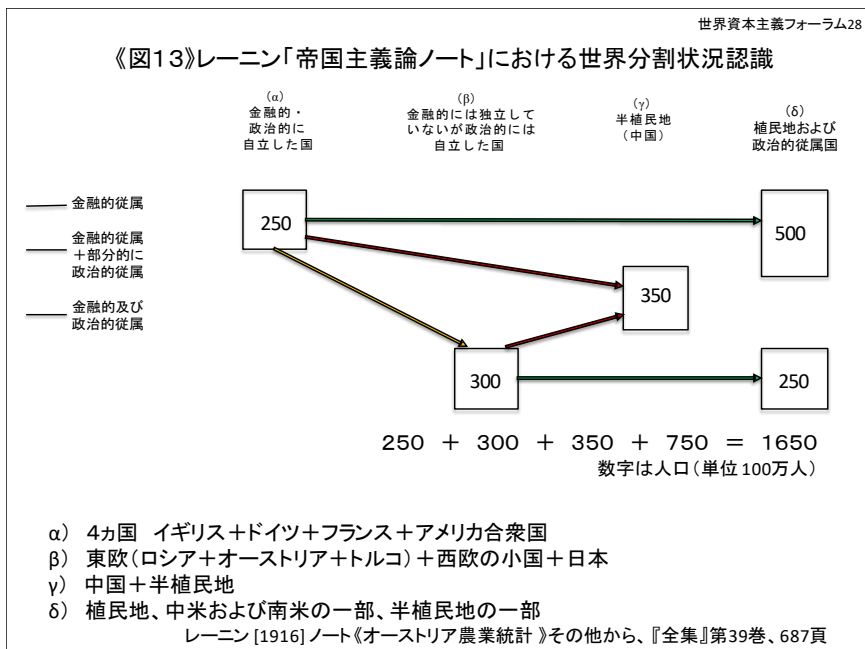 世界資本主義フォーラム28
《図13》レーニン「帝国主義論ノート」における世界分割状況認識
(α)
金融的・
政治的に
自立した国
(β)
金融的には独立して
いないが政治的には
自立した国
(γ)
半植民地
(中国)
(δ)
植民地および
政治的従属国
金融的従属
金融的従属
+部分的に
政治的従属
金融的及び
政治的従属
250
500
350
300
250
250 + 300 + 350 + 750 = 1650
数字は人口(単位100万人)
α) 4ヵ国 イギリス+ドイツ+フランス+アメリカ合衆国
β) 東欧(ロシア+オーストリア+トルコ)+西欧の小国+日本
γ) 中国+半植民地
δ) 植民地、中米および南米の一部、半植民地の一部
レーニン [1916] ノート《オーストリア農業統計 》その他から、『全集』第39巻、687頁